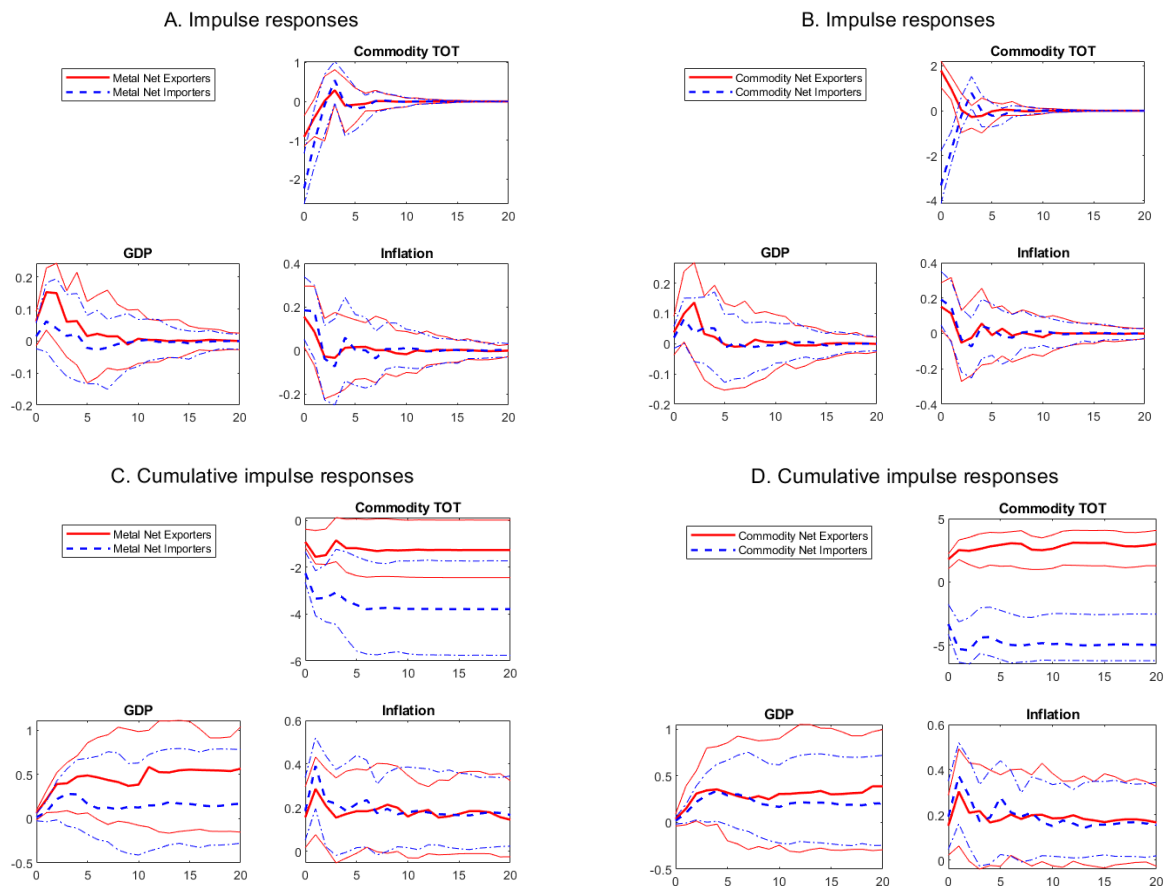 A. Impulse responses
Commodity TOT
Metal Net Exporters
Metal Net Importers
1
0
-1
-2
0 5 10 15 20
GDP
0.2
0.1
0
-0.1
-0.2
0 5 10 15 20
Inflation
0.4
0.2
0
-0.2
0 5 10 15 20
B. Impulse responses
Commodity TOT
Commodity Net Exporters
Commodity Net Importers
2
0
-2
-4
0 5 10 15 20
GDP
0.2
0.1
0
-0.1
-0.2
0 5 10 15 20
Inflation
0.4
0.2
0
-0.2
-0.4
0 5 10 15 20
C. Cumulative impulse responses
Commodity TOT
Metal Net Exporters
Metal Net Importers
0
-2
-4
-6
0 5 10 15 20
GDP
1
0.5
0
-0.5
0 5 10 15 20
Inflation
0.6
0.4
0.2
0
0 5 10 15 20
D. Cumulative impulse responses
Commodity TOT
Commodity Net Exporters
Commodity Net Importers
5
0
-5
0 5 10 15 20
GDP
1
0.5
0
-0.5
0 5 10 15 20
Inflation
0.6
0.4
0.2
0
0 5 10 15 20